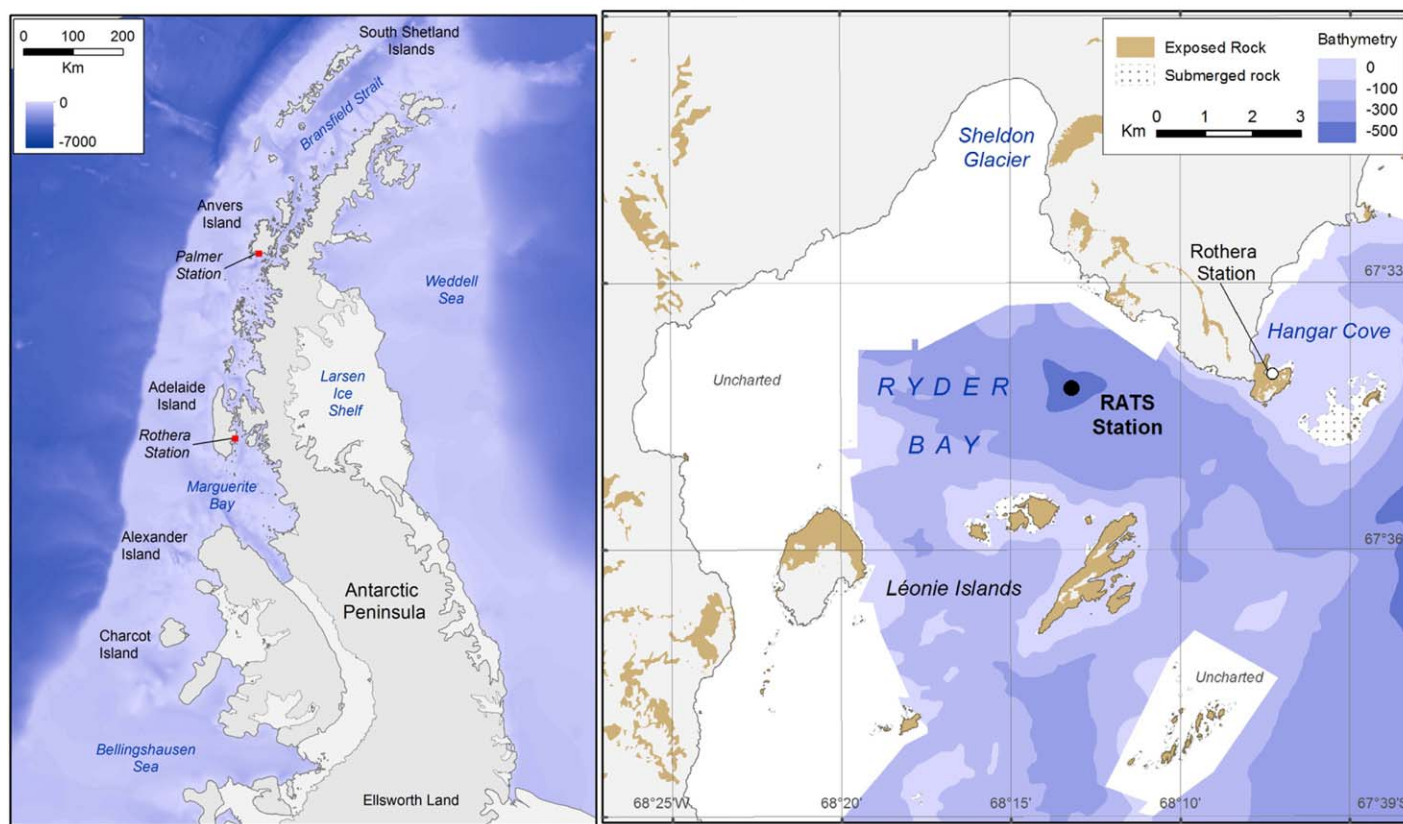 0 100 200
Km
0
-7000
South Shetland
Islands
Bransfield Strait
Anvers
Island
Palmer
Station
Weddell
Sea
Adelaide
Island
Larsen
Ice
Shelf
Rothera
Station
Marguerite
Bay
Alexander
Island
Antarctic
Peninsula
Charcot
Island
Bellingshausen
Sea
Ellsworth Land
Exposed Rock
Submerged rock
0 1 2 3
Km
Bathymetry
0
-100
-300
-500
Sheldon
Glacier
Rothera
Station
67°33
Hangar Cove
Uncharted
RYDER
BAY
RATS
Station
67°36
Léonie Islands
Uncharted
68°25'W
68°20'
68°15'
68°10'
67°39'S